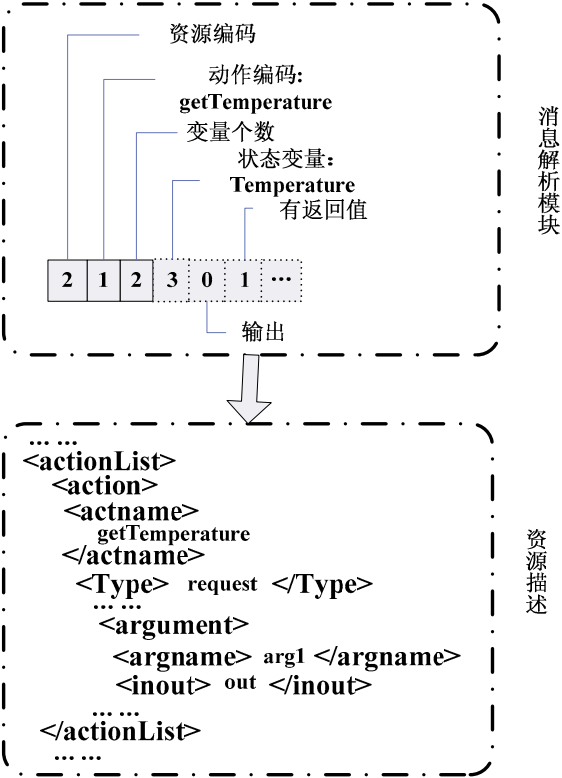 资源编码
动作编码:
getTemperature
变量个数
状态变量：
Temperature
有返回值
2 1 2 3 0 1 ...
输出
消息解析模块
... ...
<actionList>
<action>
<actname>
getTemperature
</actname>
<Type> request </Type>
... ...
<argument>
<argname> arg1 </argname>
<inout> out </inout>
... ...
</actionList>
... ...
资源描述